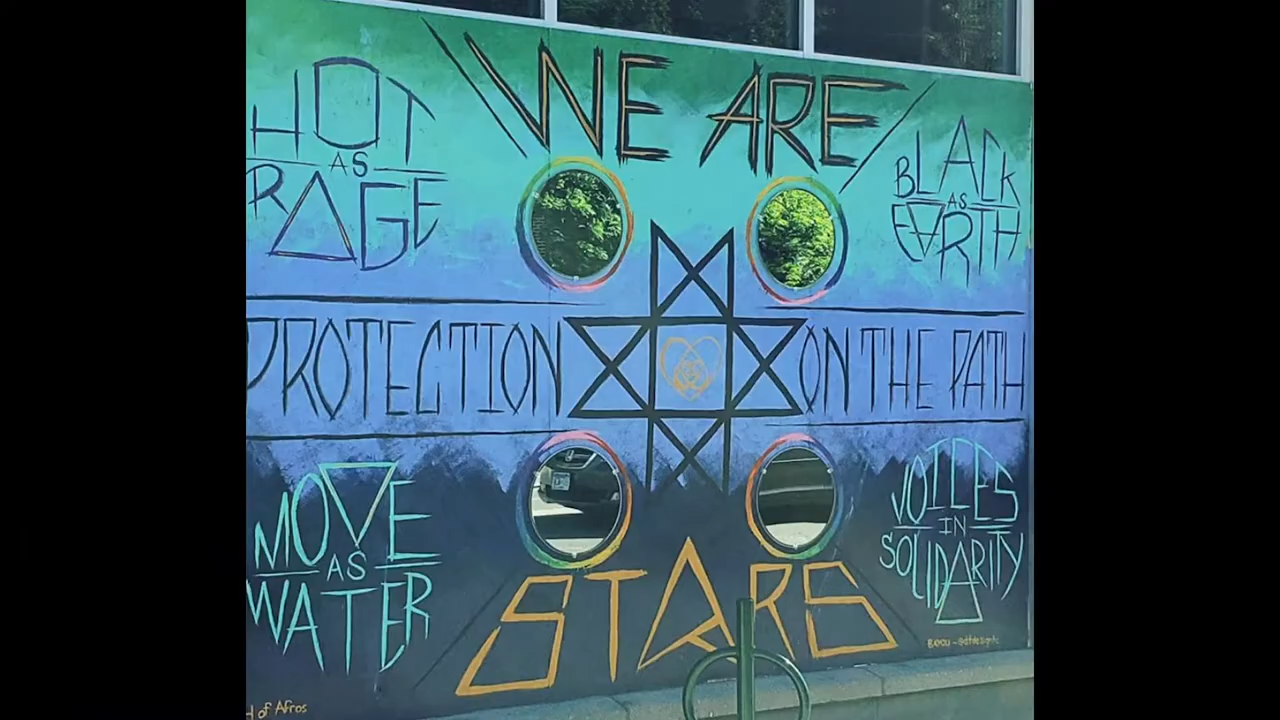 WE ARE
HOT
AS
RAGE
BLACK
AS
EARTH
PROTECTION ON THE PATH
MOVE
AS
WATER
VOICES
IN
SOLIDARITY
STARS
of Afros